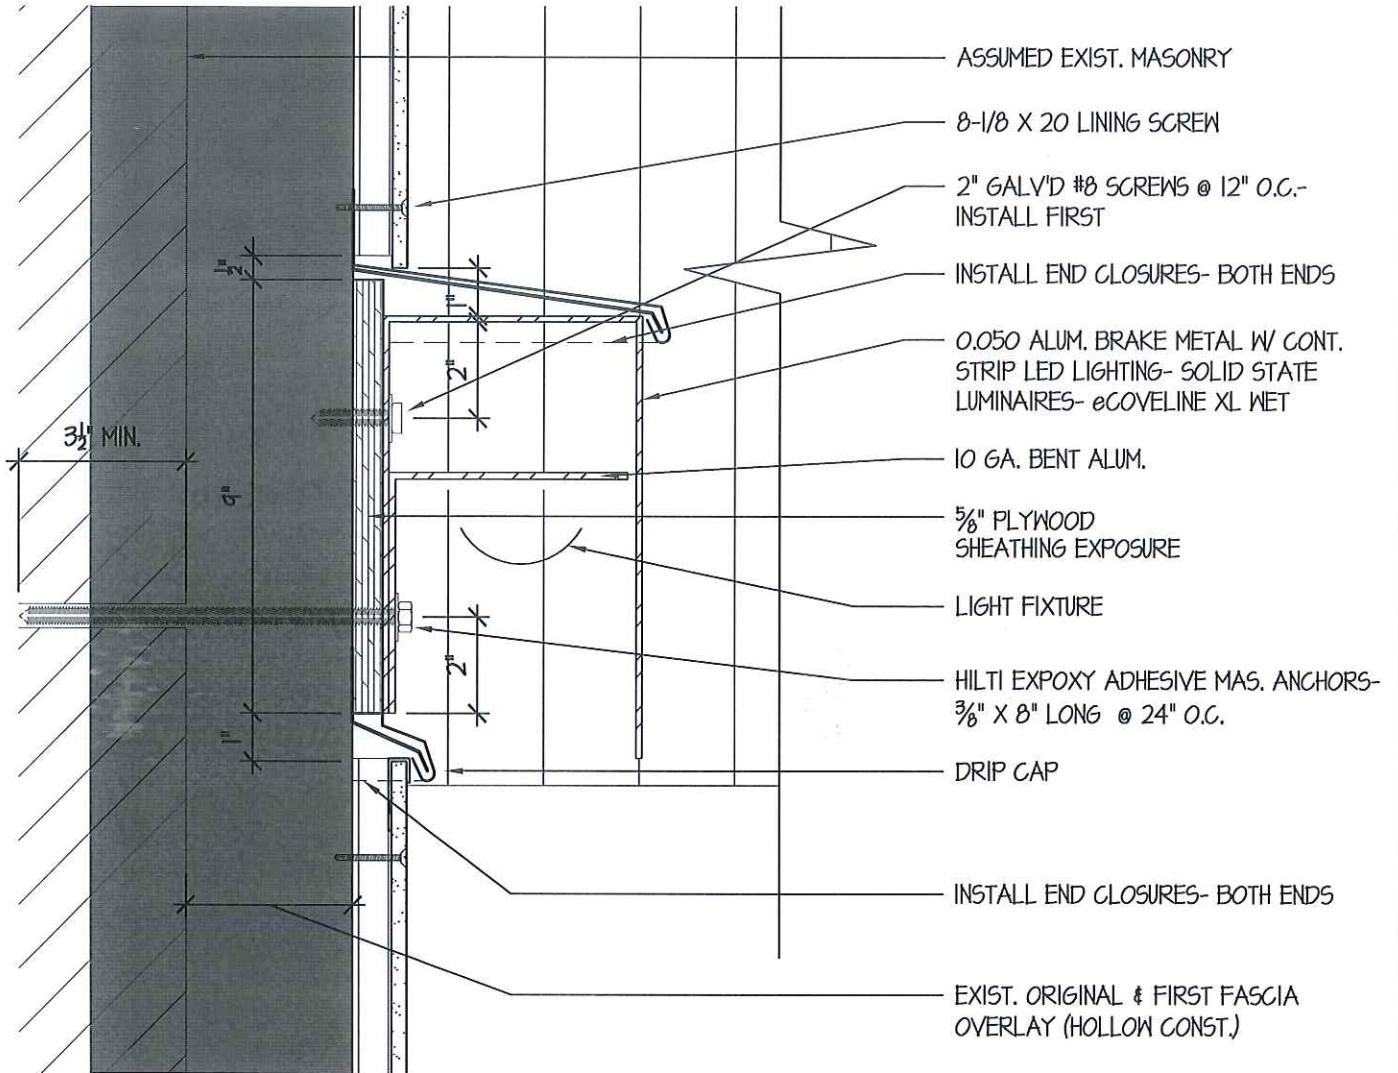 ASSUMED EXIST. MASONRY
8-1/8 X 20 LINING SCREW
2" GALV'D #8 SCREWS @ 12" O.C.-
INSTALL FIRST
INSTALL END CLOSURES- BOTH ENDS
0.050 ALUM. BRAKE METAL W/ CONT.
STRIP LED LIGHTING- SOLID STATE
LUMINAIRES- eCOVELINE XL WET
10 GA. BENT ALUM.
5/8" PLYWOOD
SHEATHING EXPOSURE
LIGHT FIXTURE
HILTI EXPOXY ADHESIVE MAS. ANCHORS-
3/8" X 8" LONG @ 24" O.C.
DRIP CAP
INSTALL END CLOSURES- BOTH ENDS
EXIST. ORIGINAL & FIRST FASCIA
OVERLAY (HOLLOW CONST.)
1/2"
1"
2"
3 1/2" MIN.
9"
2"
1"